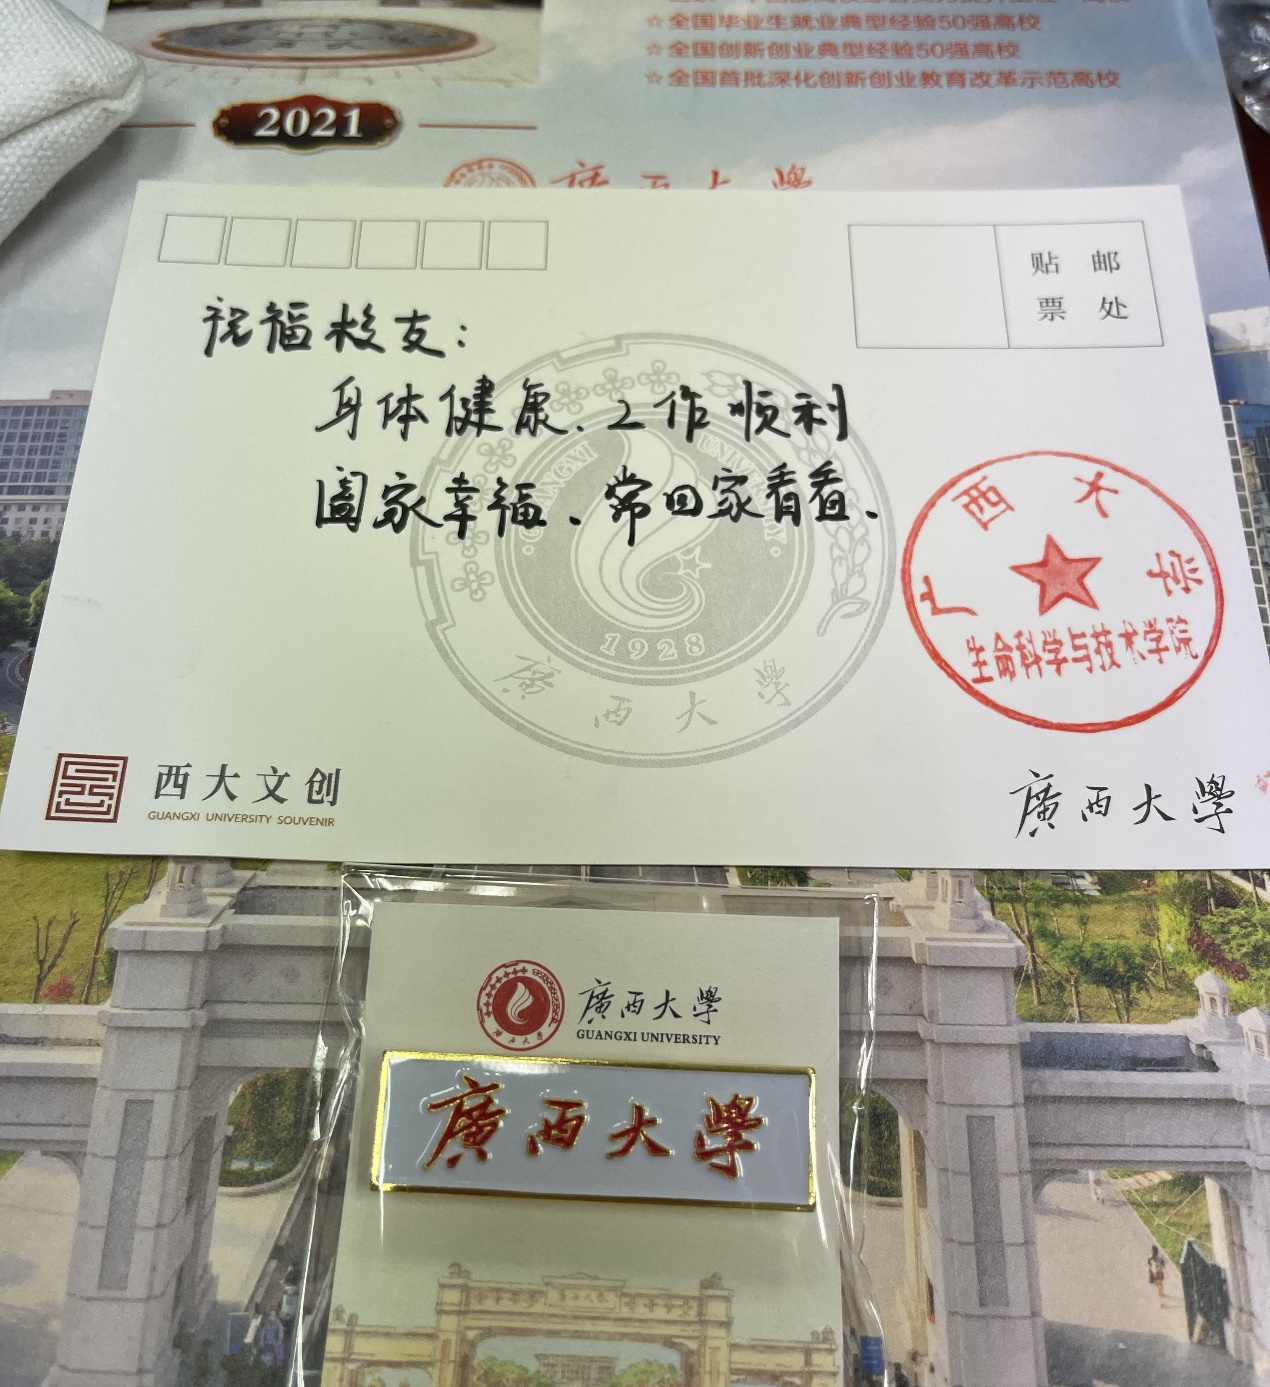 ☆全国毕业生就业典型经验50强高校
☆全国创新创业典型经验50强高校
☆全国首批深化创新创业教育改革示范高校
2021
廣西大學
贴邮
票处
祝福校友:
身体健康、工作顺利
阖家幸福、常回家看看、
GUANGXI UNIVERSITY
1928
廣西大學
广西大学
生命科学与技术学院
西大文创
GUANGXI UNIVERSITY SOUVENIR
廣西大學
廣西大學
GUANGXI UNIVERSITY
廣西大學
廣西大學